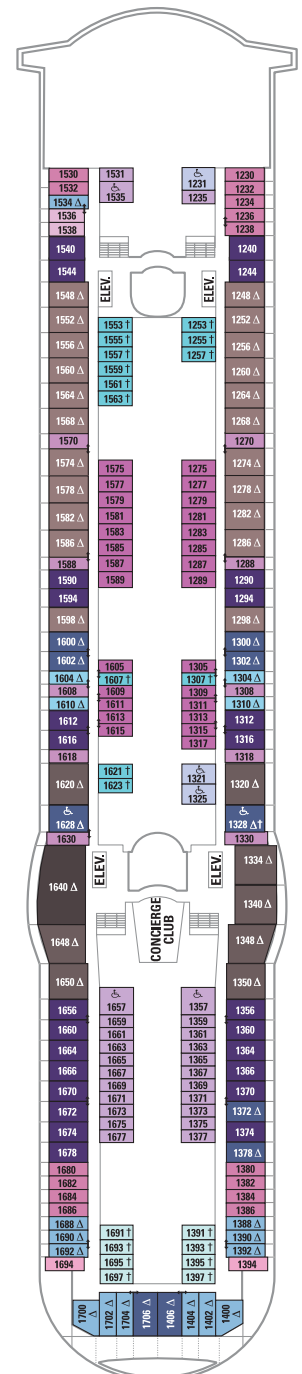 1530 1531 ♿ 1231 1230
1532 ♿ 1535 1235 1232
1534 Δ 1234
1536 1236
1538 1238
1540 1240
1544 ELEV. ELEV. 1244
1548 Δ 1248 Δ
1552 Δ 1553 † 1253 † 1252 Δ
1555 † 1255 †
1556 Δ 1557 † 1257 † 1256 Δ
1560 Δ 1559 † 1260 Δ
1561 †
1564 Δ 1563 † 1264 Δ
1568 Δ 1268 Δ
1570 1270
1574 Δ 1575 1275 1274 Δ
1577 1277
1578 Δ 1579 1279 1278 Δ
1582 Δ 1581 1281 1282 Δ
1583 1283
1586 Δ 1585 1285 1286 Δ
1588 1587 1287 1288
1590 1589 1289 1290
1594 1294
1598 Δ 1298 Δ
1600 Δ 1300 Δ
1602 Δ 1605 1305 1302 Δ
1604 Δ 1607 † 1307 † 1304 Δ
1608 1609 1309 1308
1610 Δ 1611 1311 1310 Δ
1612 1613 1313 1312
1616 1615 1315 1316
1317
1618 1318
1620 Δ 1621 † ♿ 1321 1320 Δ
1623 † 1325
♿ 1628 Δ ♿ 1328 Δ†
1630 1330
ELEV. ELEV. 1334 Δ
1640 Δ 1340 Δ
CONCIERGE
CLUB
1648 Δ 1348 Δ
1650 Δ 1350 Δ
1656 ♿ 1657 ♿ 1357 1356
1660 1659 1359 1360
1661 1361
1664 1663 1363 1364
1666 1665 1365 1366
1667 1367
1670 1669 1369 1370
1672 1671 1371 1372 Δ
1673 1373
1674 1675 1375 1374
1678 1677 1377 1378 Δ
1680 1380
1682 1382
1684 1384
1686 1386
1688 Δ 1691 † 1391 † 1388 Δ
1690 Δ 1693 † 1393 † 1390 Δ
1692 Δ 1695 † 1395 † 1392 Δ
1694 1697 † 1397 † 1394
1700 Δ 1702 Δ 1704 Δ 1706 Δ 1406 Δ 1404 Δ 1402 Δ 1400 Δ